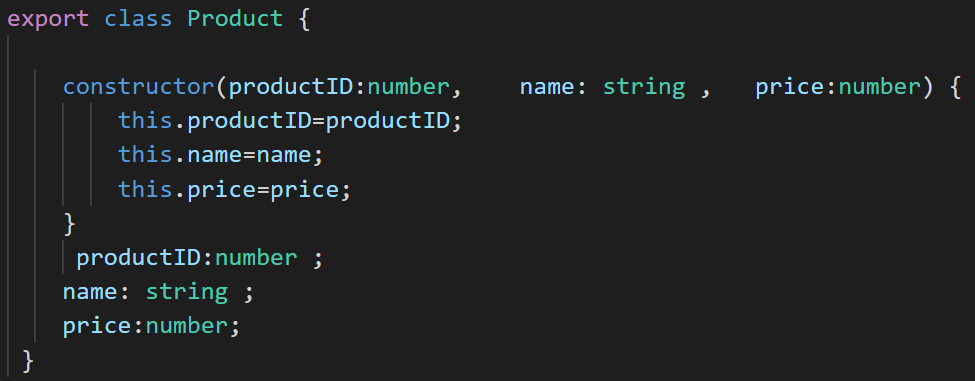 export class Product {
constructor(productID:number,    name: string ,   price:number) {
this.productID=productID;
this.name=name;
this.price=price;
}
productID:number ;
name: string ;
price:number;
}